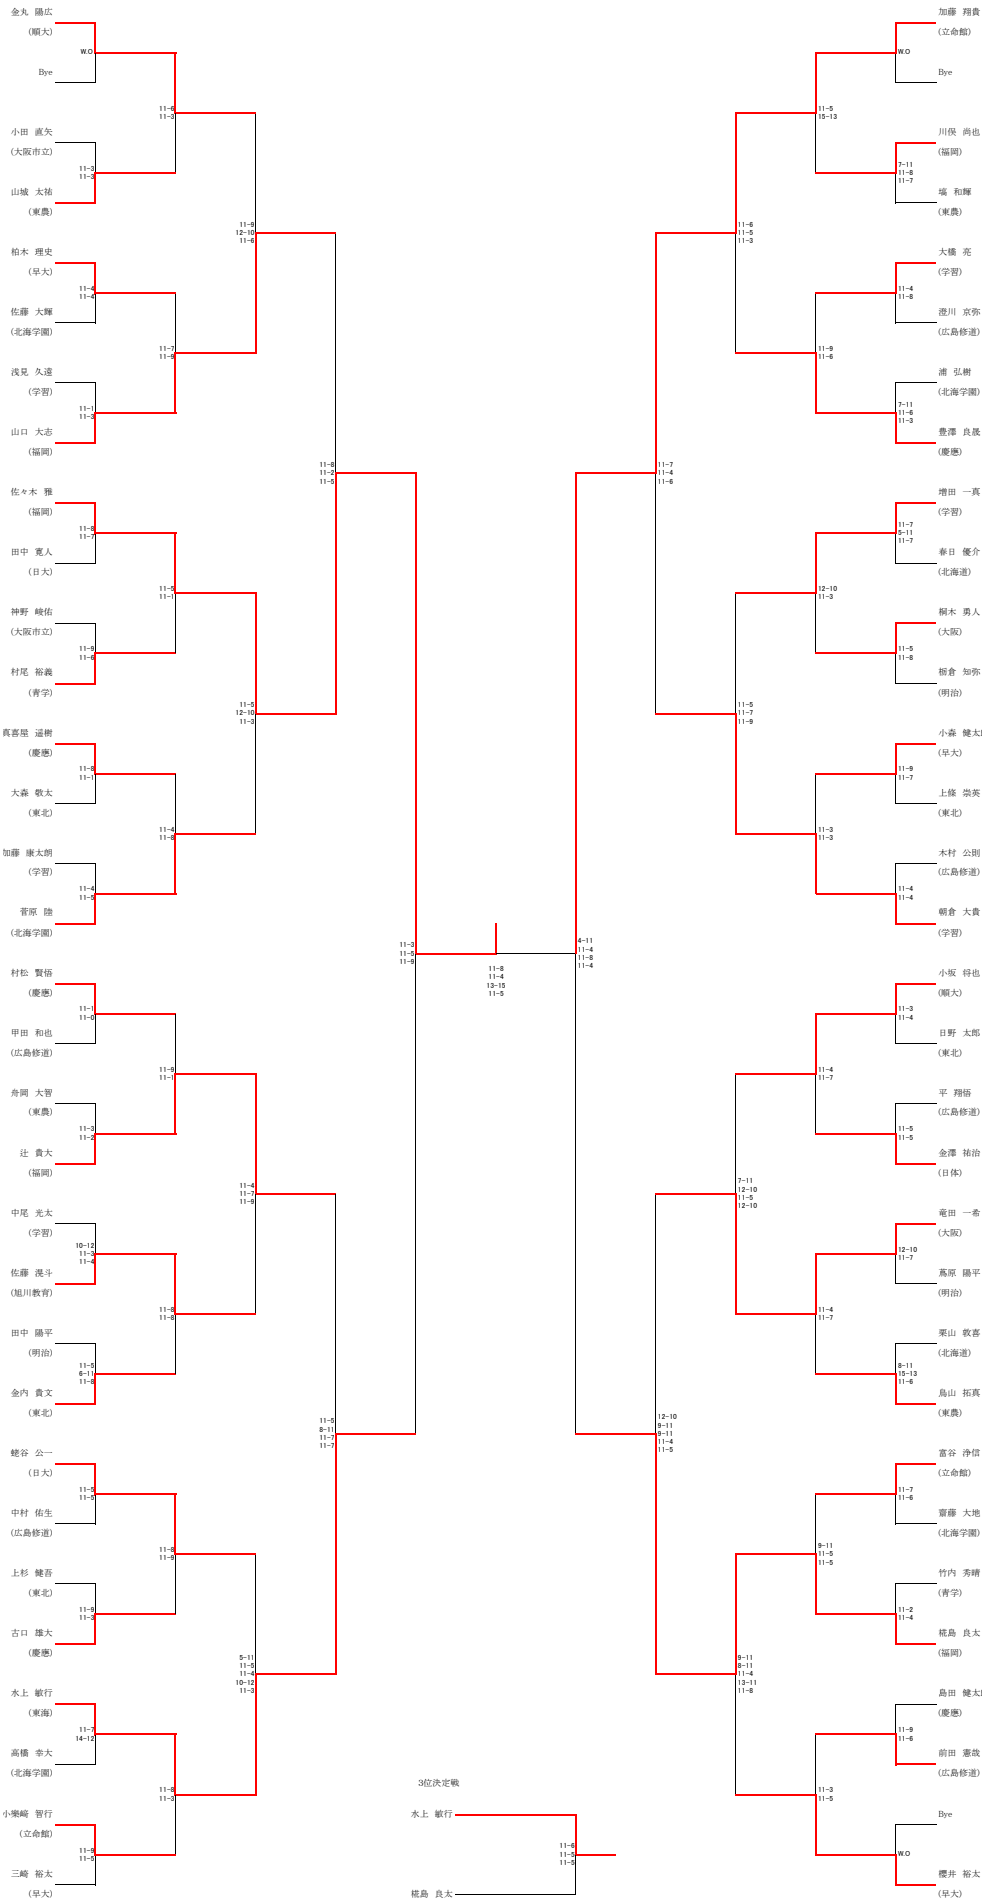 金丸 陽広
(順大)
W.O
Bye
11-6
11-3
小田 直矢
(大阪市立)
11-3
11-3
山城 太祐
(東農)
11-9
12-10
11-6
柏木 理史
(早大)
11-4
11-4
佐藤 大輝
(北海学園)
11-7
11-9
浅見 久遠
(学習)
11-1
11-3
山口 大志
(福岡)
11-8
11-2
11-5
佐々木 雅
(福岡)
11-8
11-7
田中 寛人
(日大)
11-5
11-1
神野 峻佑
(大阪市立)
11-9
11-6
村尾 裕義
(青学)
11-5
12-10
11-3
真喜屋 遥樹
(慶應)
11-8
11-1
大森 敬太
(東北)
11-4
11-8
加藤 康太朗
(学習)
11-4
11-5
菅原 陸
(北海学園)
11-3
11-5
11-9
村松 賢悟
(慶應)
11-1
11-0
甲田 和也
(広島修道)
11-9
11-1
舟岡 大智
(東農)
11-3
11-2
辻 貴大
(福岡)
11-4
11-7
11-9
中尾 光太
(学習)
10-12
11-3
11-4
佐藤 滉斗
(旭川教育)
11-8
11-8
田中 陽平
(明治)
11-5
6-11
11-8
金内 貴文
(東北)
11-5
8-11
11-7
11-7
蛯谷 公一
(日大)
11-5
11-5
中村 佑生
(広島修道)
11-8
11-9
上杉 健吾
(東北)
11-9
11-3
古口 雄大
(慶應)
5-11
11-5
11-4
10-12
11-3
水上 敏行
(東海)
11-7
14-12
高橋 幸大
(北海学園)
11-8
11-3
小樂﨑 智行
(立命館)
11-9
11-5
三﨑 裕太
(早大)
11-8
11-4
13-15
11-5
3位決定戦
水上 敏行
11-6
11-5
11-5
椛島 良太
加藤 翔貴
(立命館)
W.O
Bye
11-5
15-13
川俣 尚也
(福岡)
7-11
11-8
11-7
塙 和輝
(東農)
11-6
11-5
11-3
大橋 亮
(学習)
11-4
11-8
澄川 京弥
(広島修道)
11-9
11-6
浦 弘樹
(北海学園)
7-11
11-6
11-3
豊澤 良晟
(慶應)
11-7
11-4
11-6
増田 一真
(学習)
11-7
5-11
11-7
春日 優介
(北海道)
12-10
11-3
桐木 勇人
(大阪)
11-5
11-8
栃倉 知弥
(明治)
11-5
11-7
11-9
小森 健太
(早大)
11-9
11-7
上條 崇英
(東北)
11-3
11-3
木村 公則
(広島修道)
11-4
11-4
朝倉 大貴
(学習)
4-11
11-4
11-8
11-4
小坂 将也
(順大)
11-3
11-4
日野 太郎
(東北)
11-4
11-7
平 翔悟
(広島修道)
11-5
11-5
金澤 祐治
(日体)
7-11
12-10
11-5
12-10
竜田 一希
(大阪)
12-10
11-7
蔦原 陽平
(明治)
11-4
11-7
栗山 敦喜
(北海道)
8-11
15-13
11-6
鳥山 拓真
(東農)
12-10
9-11
9-11
11-4
11-5
富谷 浄信
(立命館)
11-7
11-6
齋藤 大地
(北海学園)
9-11
11-5
11-5
竹内 秀晴
(青学)
11-2
11-4
椛島 良太
(福岡)
9-11
8-11
11-4
13-11
11-8
島田 健太
(慶應)
11-9
11-6
前田 憲哉
(広島修道)
11-3
11-5
Bye
W.O
櫻井 裕太
(早大)